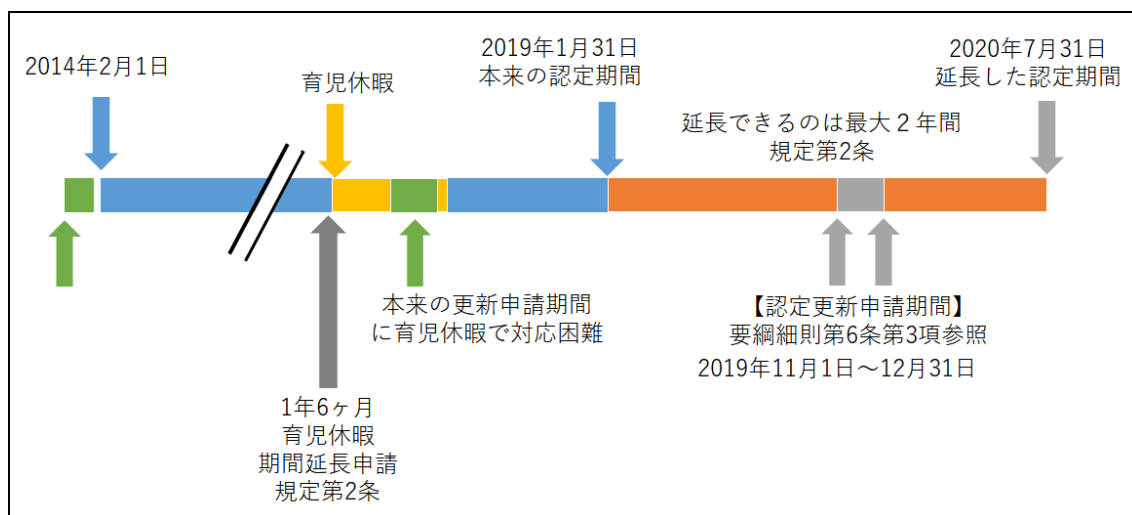 2014年2月1日
育児休暇
2019年1月31日
本来の認定期間
延長できるのは最大２年間
規定第2条
2020年7月31日
延長した認定期間
本来の更新申請期間
に育児休暇で対応困難
【認定更新申請期間】
要綱細則第6条第3項参照
2019年11月1日～12月31日
1年6ヶ月
育児休暇
期間延長申請
規定第2条